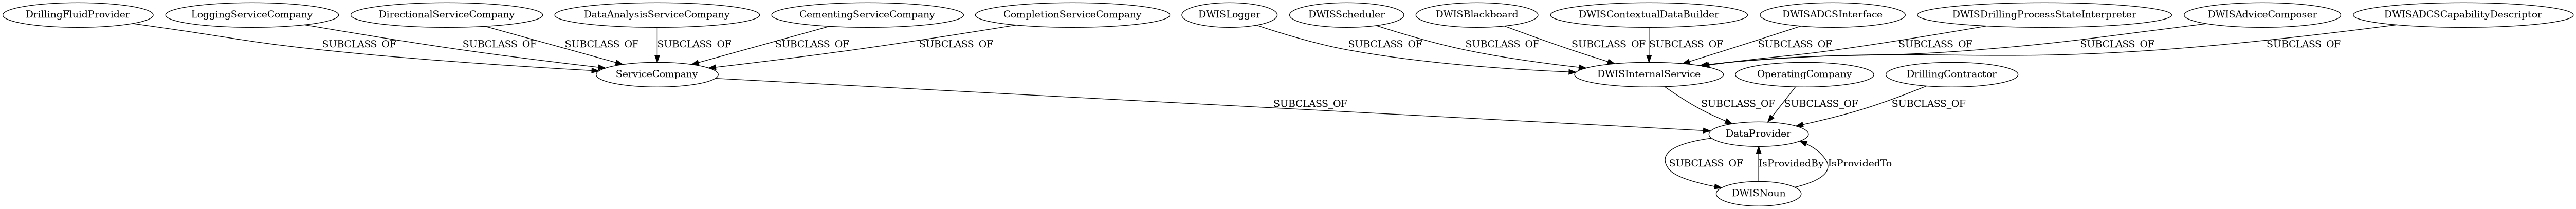 DrillingFluidProvider
LoggingServiceCompany
DirectionalServiceCompany
DataAnalysisServiceCompany
CementingServiceCompany
CompletionServiceCompany
DWISLogger
DWISScheduler
DWISBlackboard
DWISContextualDataBuilder
DWISADCSInterface
DWISDrillingProcessStateInterpreter
DWISAdviceComposer
DWISADCSCapabilityDescriptor
SUBCLASS_OF
SUBCLASS_OF
SUBCLASS_OF
SUBCLASS_OF
SUBCLASS_OF
SUBCLASS_OF
SUBCLASS_OF
SUBCLASS_OF
SUBCLASS_OF
SUBCLASS_OF
SUBCLASS_OF
SUBCLASS_OF
SUBCLASS_OF
SUBCLASS_OF
ServiceCompany
DWISInternalService
OperatingCompany
DrillingContractor
SUBCLASS_OF
SUBCLASS_OF
SUBCLASS_OF
SUBCLASS_OF
DataProvider
SUBCLASS_OF
IsProvidedBy
IsProvidedTo
DWISNoun